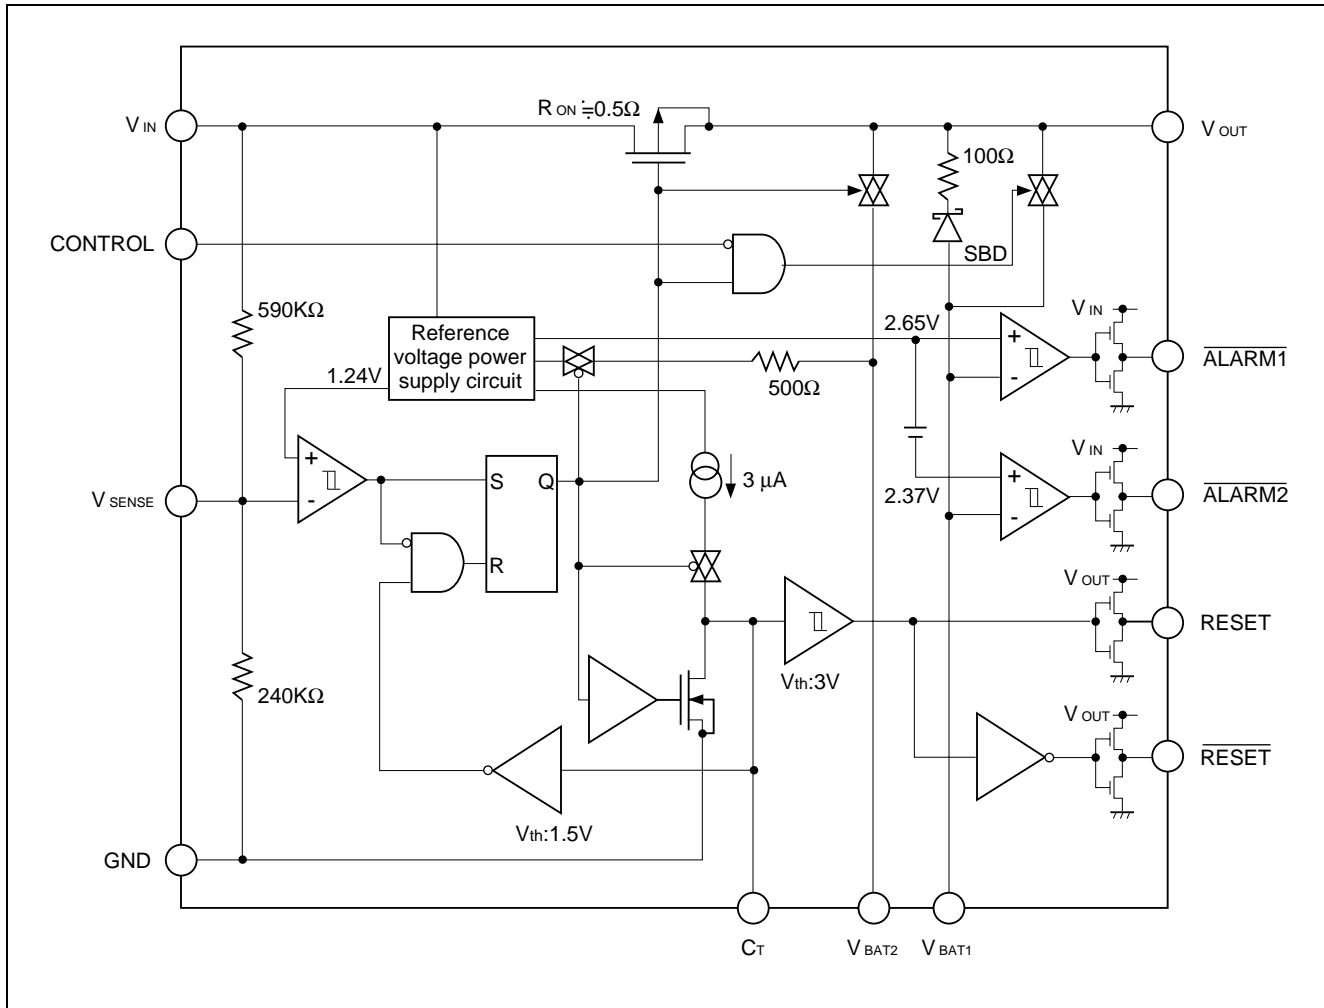 R ON ≒0.5Ω
V IN
V OUT
100Ω
CONTROL
SBD
590KΩ
Reference
voltage power
supply circuit
1.24V
2.65V
V IN
+
-
ALARM1
500Ω
V IN
+
-
V SENSE
S
Q
R
3 μA
2.37V
+
-
ALARM2
V OUT
RESET
Vth:3V
240KΩ
V OUT
RESET
Vth:1.5V
GND
CT
V BAT2
V BAT1